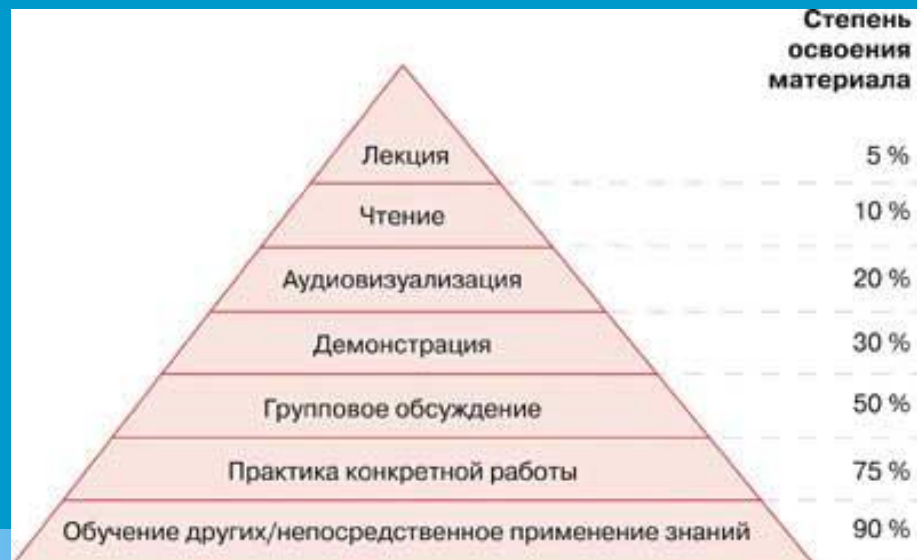 Степень
освоения
материала
Лекция 5 %
Чтение 10 %
Аудиовизуализация 20 %
Демонстрация 30 %
Групповое обсуждение 50 %
Практика конкретной работы 75 %
Обучение других/непосредственное применение знаний 90 %